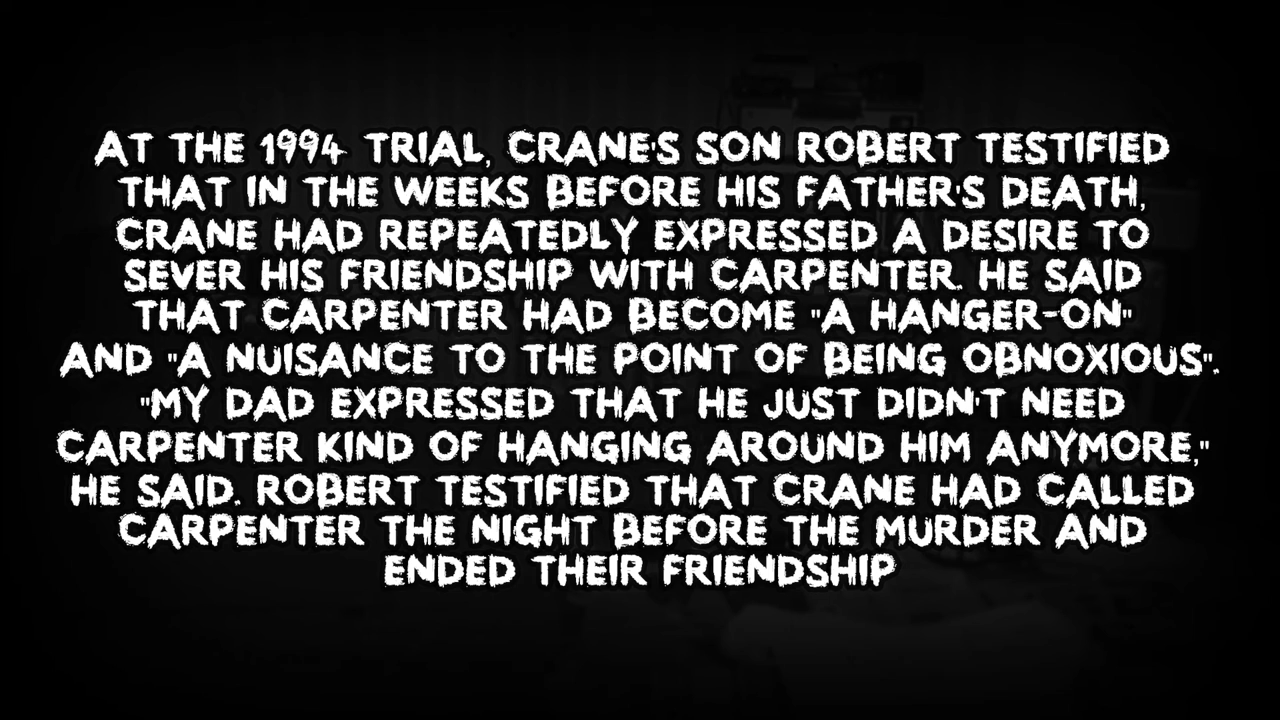 AT THE 1994 TRIAL, CRANE'S SON ROBERT TESTIFIED
THAT IN THE WEEKS BEFORE HIS FATHER'S DEATH,
CRANE HAD REPEATEDLY EXPRESSED A DESIRE TO
SEVER HIS FRIENDSHIP WITH CARPENTER. HE SAID
THAT CARPENTER HAD BECOME "A HANGER-ON"
AND "A NUISANCE TO THE POINT OF BEING OBNOXIOUS".
"MY DAD EXPRESSED THAT HE JUST DIDN'T NEED
CARPENTER KIND OF HANGING AROUND HIM ANYMORE,"
HE SAID. ROBERT TESTIFIED THAT CRANE HAD CALLED
CARPENTER THE NIGHT BEFORE THE MURDER AND
ENDED THEIR FRIENDSHIP